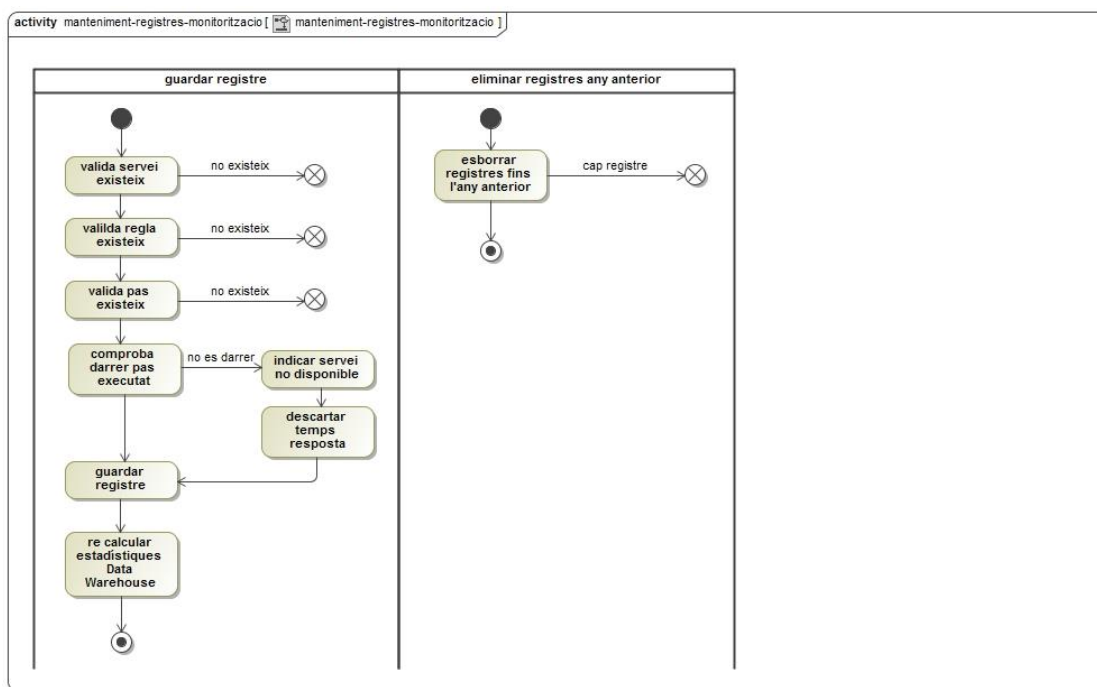 activity manteniment-registres-monitoritzacio [ manteniment-registres-monitoritzacio ]
guardar registre
valida servei
existeix
no existeix
valilda regla
existeix
no existeix
valida pas
existeix
no existeix
comproba
darrer pas
executat
no es darrer
indicar servei
no disponible
descartar
temps
resposta
guardar
registre
re calcular
estadístiques
Data
Warehouse
eliminar registres any anterior
esborrar
registres fins
l'any anterior
cap registre